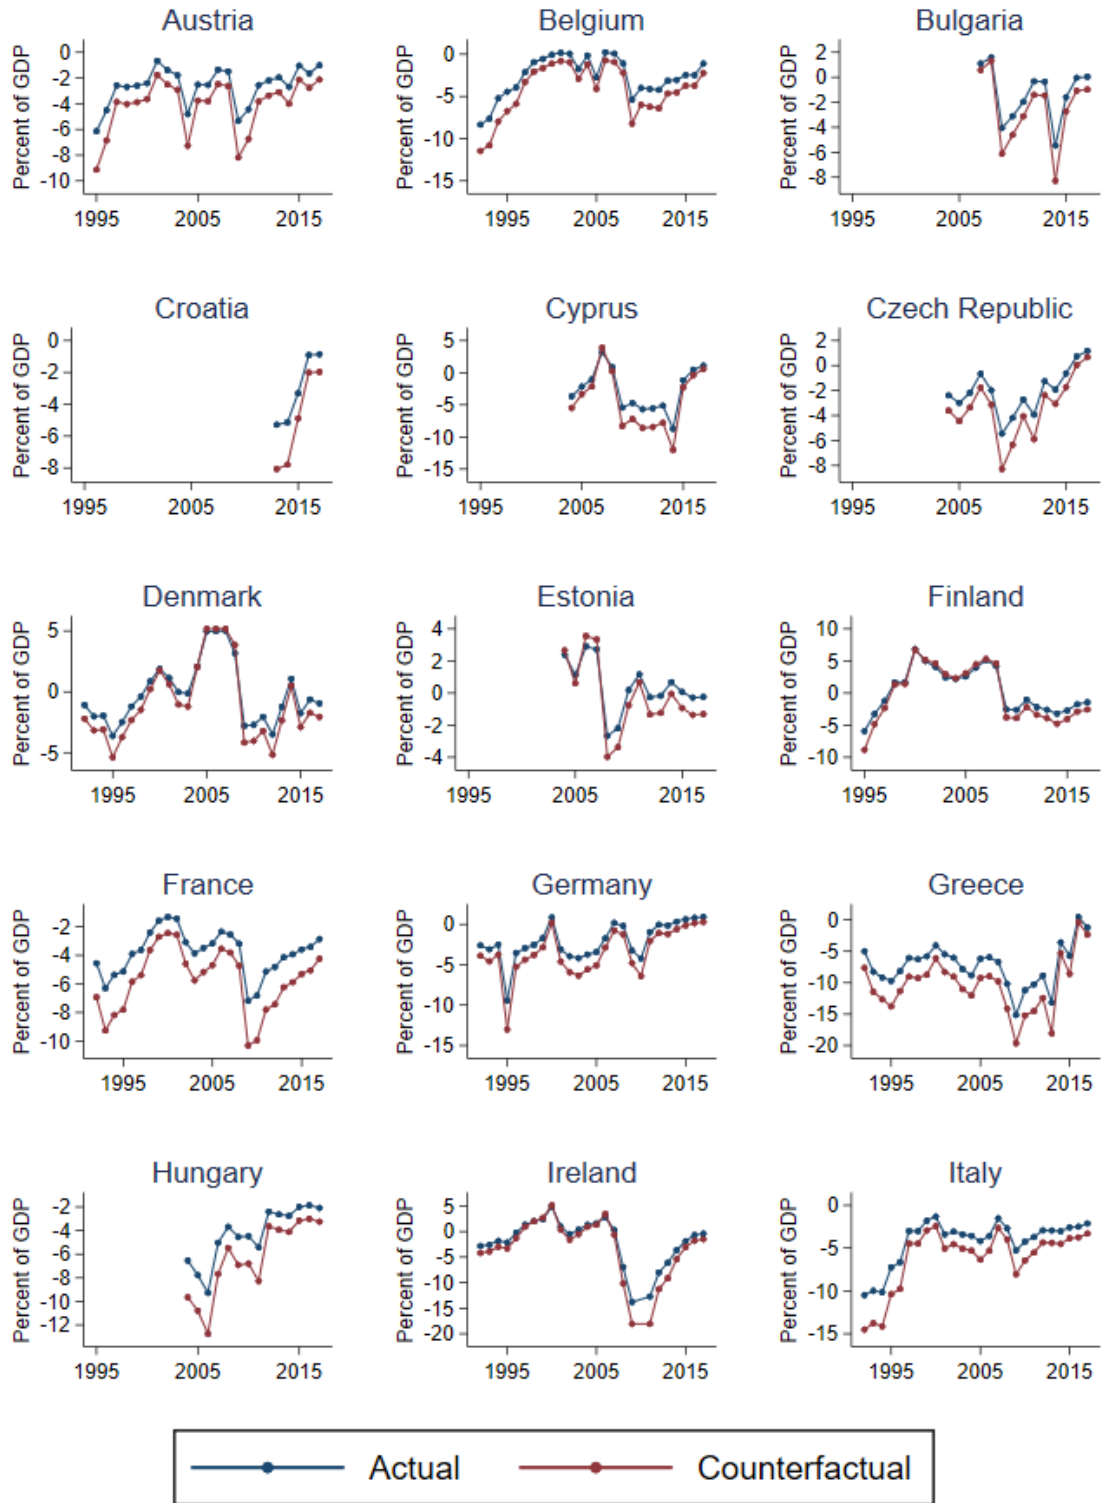 Austria
Percent of GDP
0
-2
-4
-6
-8
-10
1995 2005 2015
Belgium
Percent of GDP
0
-5
-10
-15
1995 2005 2015
Bulgaria
Percent of GDP
2
0
-2
-4
-6
-8
1995 2005 2015
Croatia
Percent of GDP
0
-2
-4
-6
-8
1995 2005 2015
Cyprus
Percent of GDP
5
0
-5
-10
-15
1995 2005 2015
Czech Republic
Percent of GDP
2
0
-2
-4
-6
-8
1995 2005 2015
Denmark
Percent of GDP
5
0
-5
1995 2005 2015
Estonia
Percent of GDP
4
2
0
-2
-4
1995 2005 2015
Finland
Percent of GDP
10
5
0
-5
-10
1995 2005 2015
France
Percent of GDP
-2
-4
-6
-8
-10
1995 2005 2015
Germany
Percent of GDP
0
-5
-10
-15
1995 2005 2015
Greece
Percent of GDP
0
-5
-10
-15
-20
1995 2005 2015
Hungary
Percent of GDP
-2
-4
-6
-8
-10
-12
1995 2005 2015
Ireland
Percent of GDP
5
0
-5
-10
-15
-20
1995 2005 2015
Italy
Percent of GDP
0
-5
-10
-15
1995 2005 2015
Actual Counterfactual